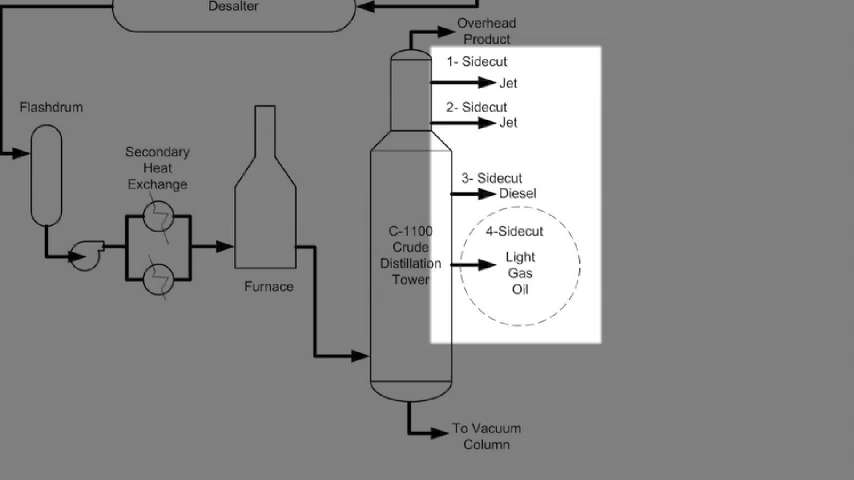 Desalter
Overhead
Product
1- Sidecut
Jet
2- Sidecut
Jet
Flashdrum
Secondary
Heat
Exchange
3- Sidecut
Diesel
C-1100
Crude
Distillation
Tower
4-Sidecut
Light
Gas
Oil
Furnace
To Vacuum
Column